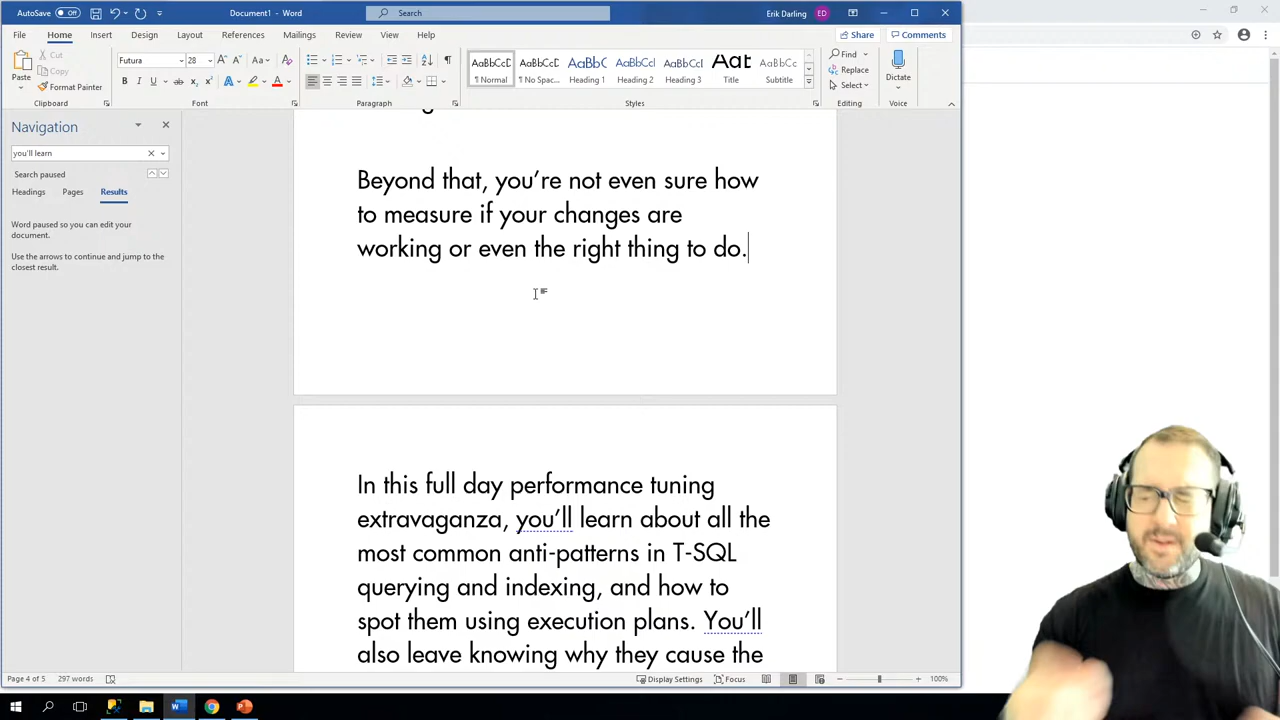 AutoSave Off Document1 - Word Search Erik Darling ED
File Home Insert Draw Design Layout References Mailings Review View Help Share Comments
Paste Cut Copy Format Painter
Futura 28
AaBbCcD AaBbCcD AaBbC AaBbCcD AaBbCcD Aat AaBbCc
¶ Normal ¶ No Spac... Heading 1 Heading 2 Heading 3 Title Subtitle
Find Replace Select Dictate
Clipboard Font Paragraph Styles Editing Voice
Navigation
you'll learn
Search paused
Headings Pages Results
Word paused so you can edit your
document.
Use the arrows to continue and jump to the
closest result.
Beyond that, you’re not even sure how
to measure if your changes are
working or even the right thing to do.
In this full day performance tuning
extravaganza, you’ll learn about all the
most common anti-patterns in T-SQL
querying and indexing, and how to
spot them using execution plans. You’ll
also leave knowing why they cause the
Page 4 of 5 297 words Display Settings Focus 100%